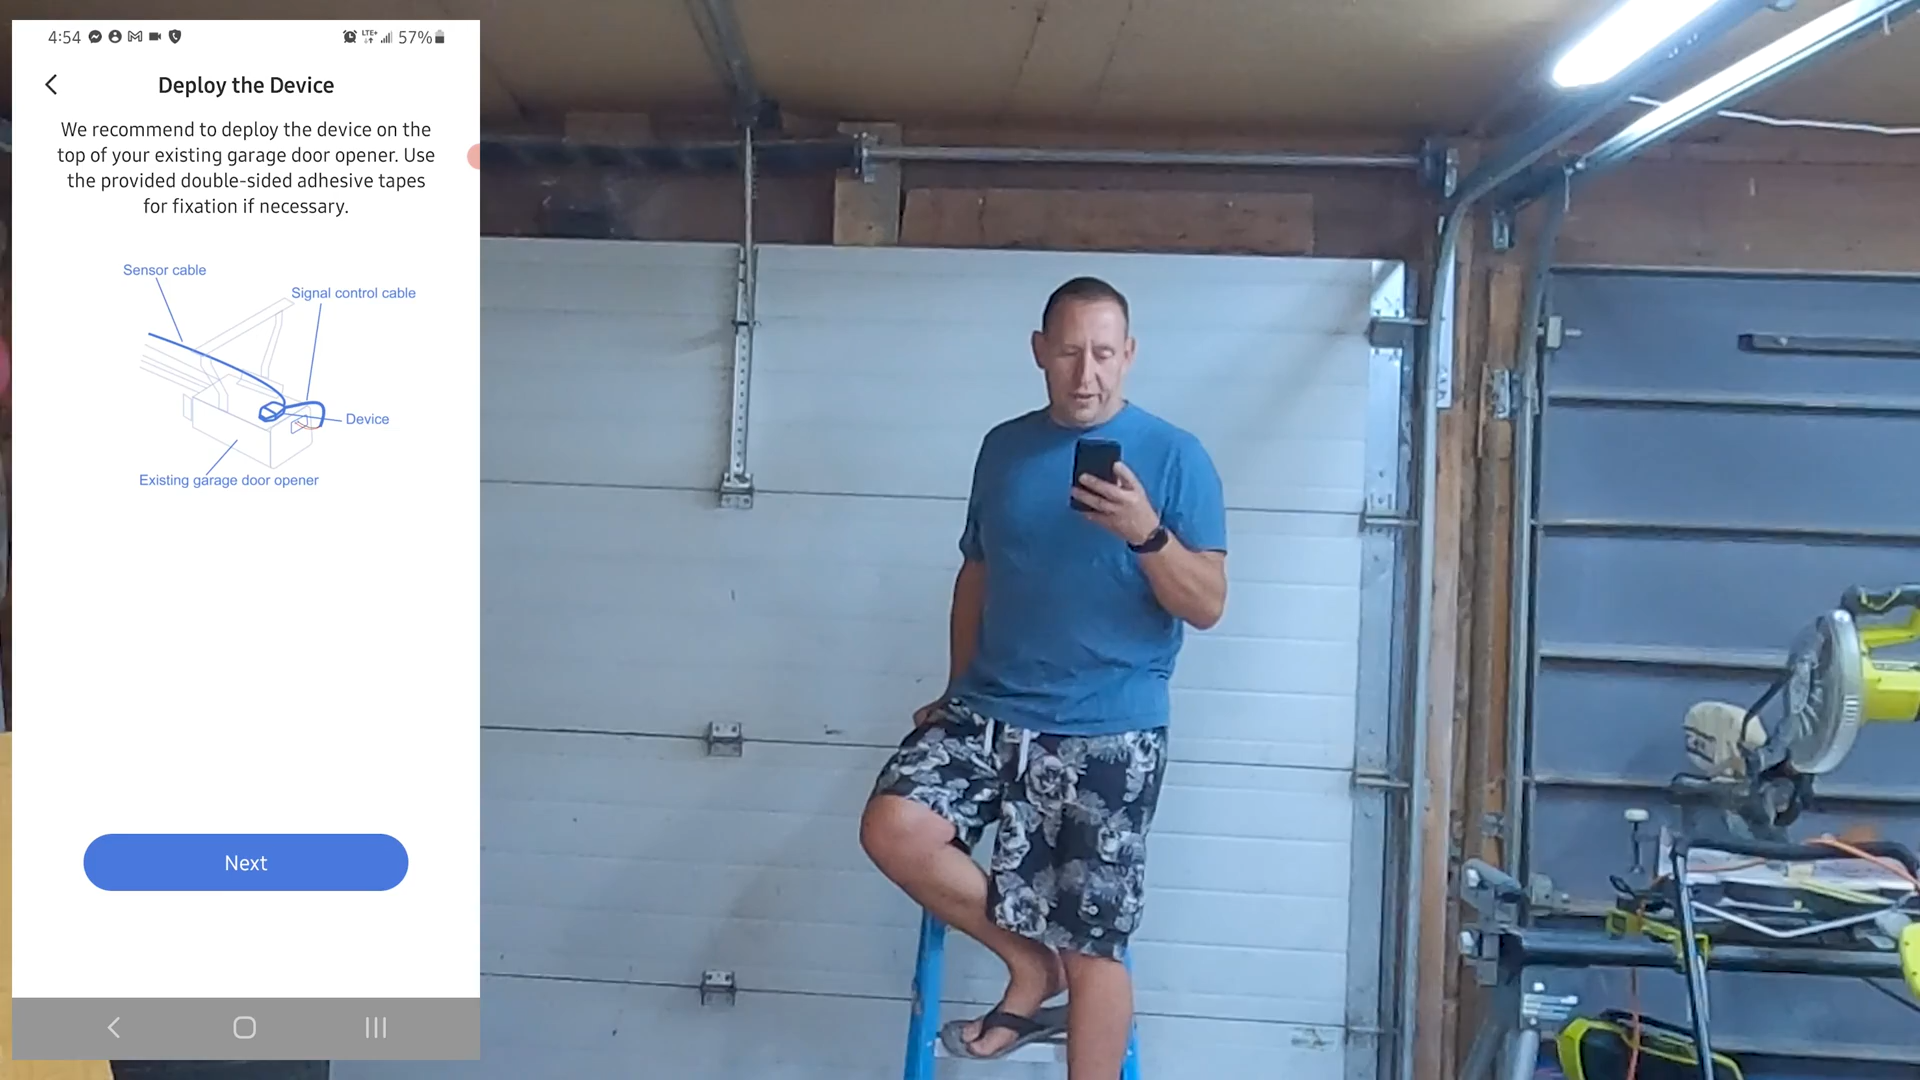 4:54
LTE+
57%
Deploy the Device
We recommend to deploy the device on the
top of your existing garage door opener. Use
the provided double-sided adhesive tapes
for fixation if necessary.
Sensor cable
Signal control cable
Device
Existing garage door opener
Next